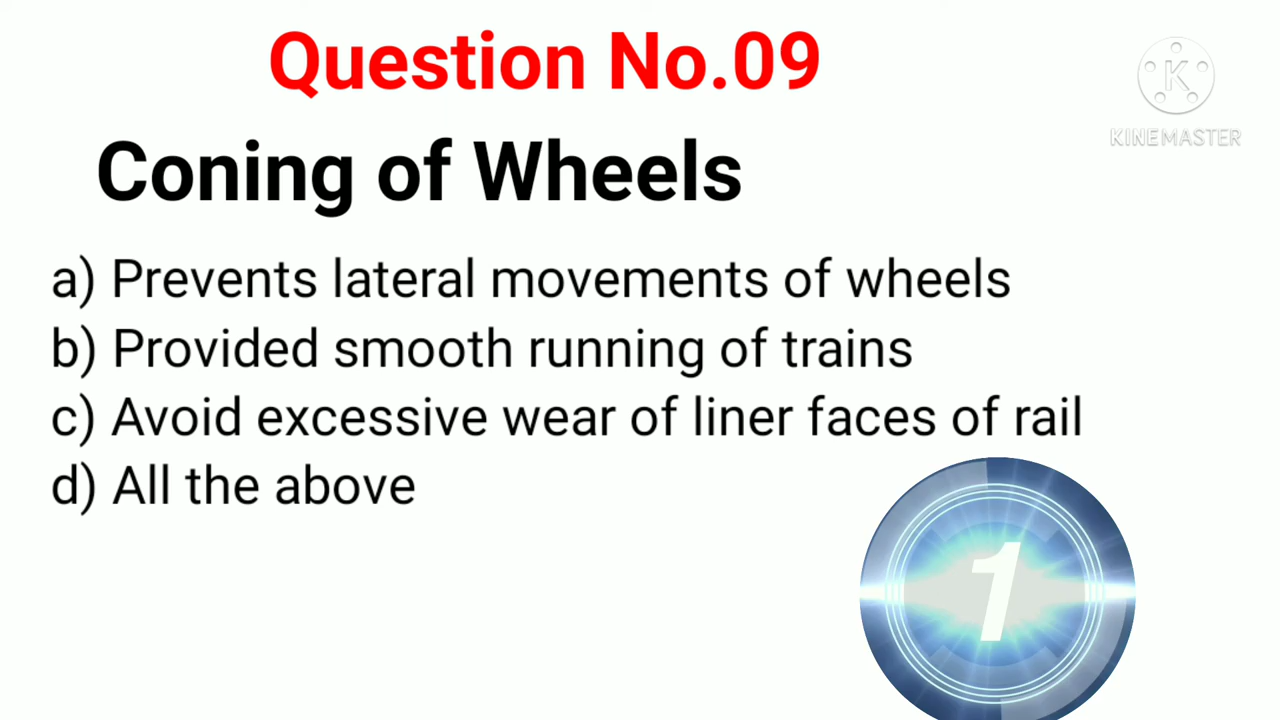 Question No.09
K
KINEMASTER
Coning of Wheels
a) Prevents lateral movements of wheels
b) Provided smooth running of trains
c) Avoid excessive wear of liner faces of rail
d) All the above
1